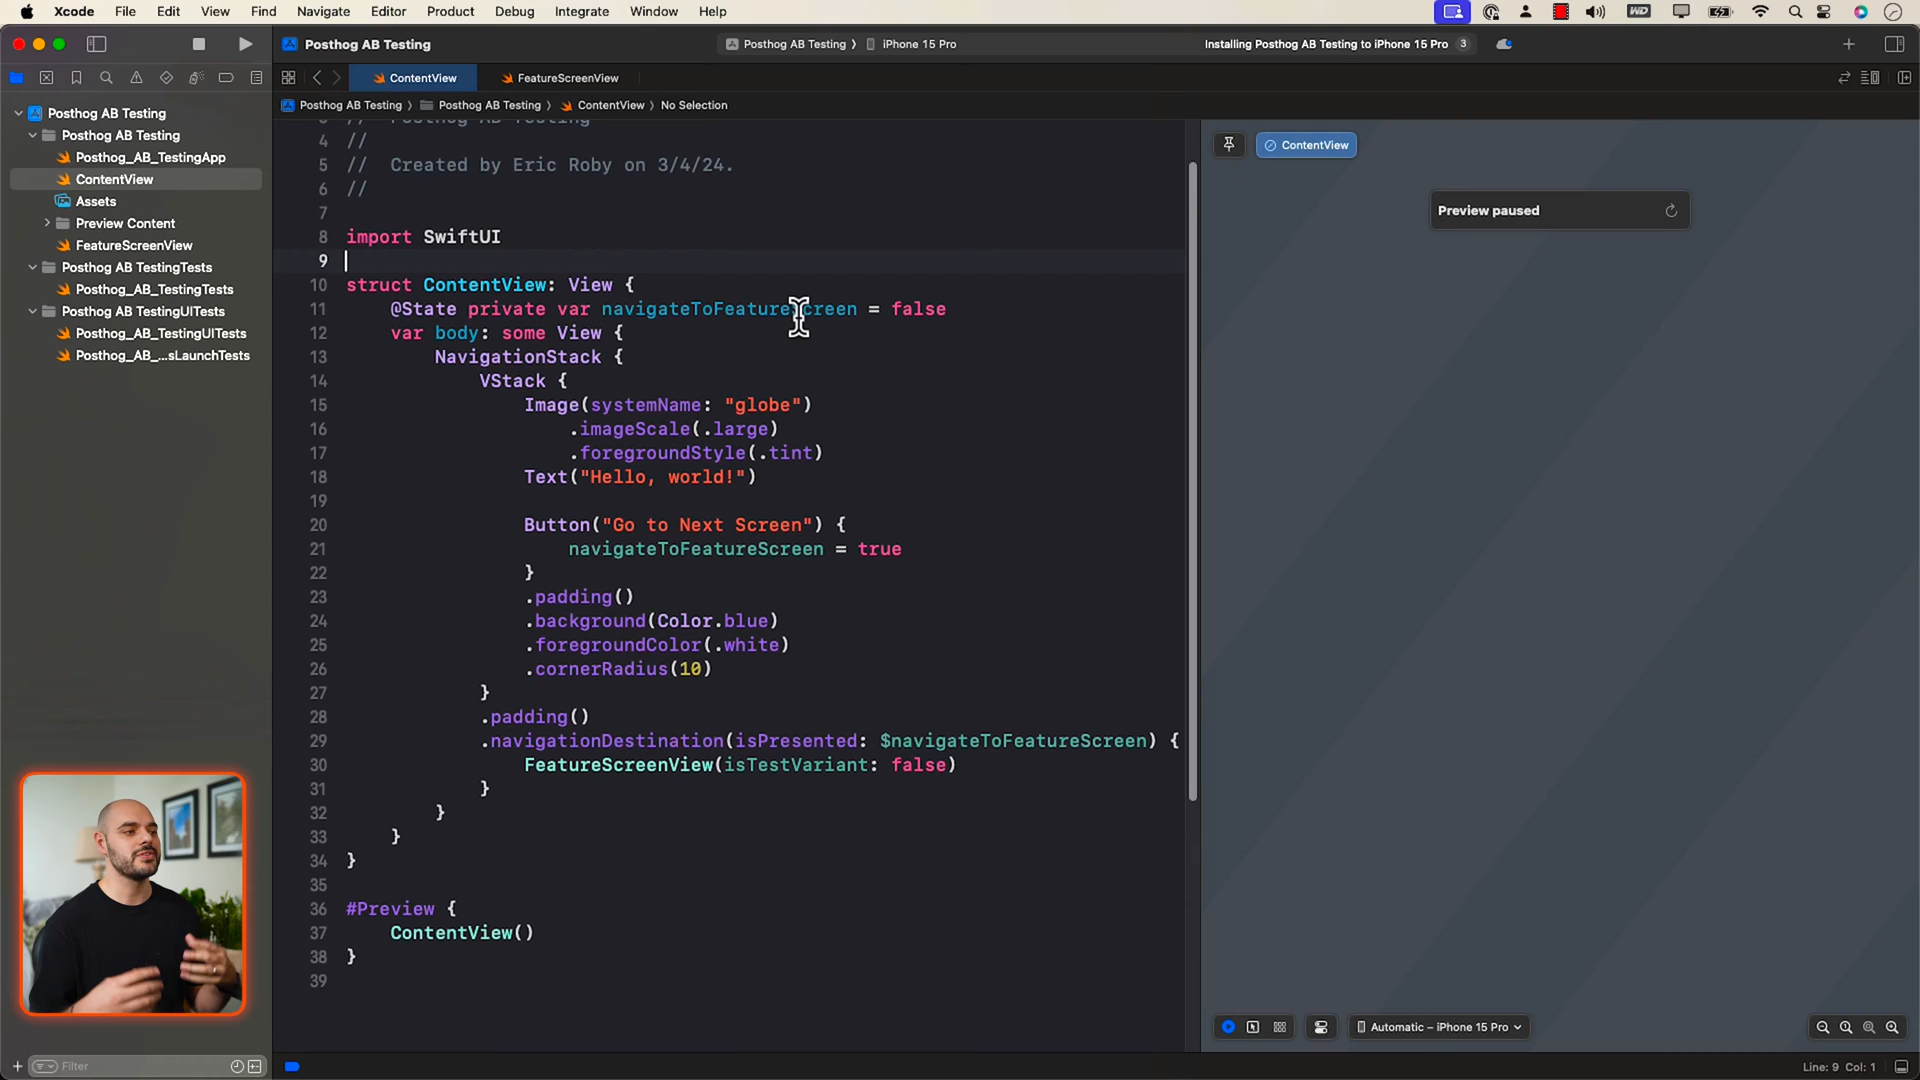 Xcode File Edit View Find Navigate Editor Product Debug Integrate Window Help
Posthog AB Testing
Posthog AB Testing
iPhone 15 Pro
Installing Posthog AB Testing to iPhone 15 Pro
3
ContentView
FeatureScreenView
Posthog AB Testing
Posthog AB Testing
ContentView
No Selection
Posthog AB Testing
Posthog AB Testing
Posthog_AB_TestingApp
ContentView
Assets
Preview Content
FeatureScreenView
Posthog AB TestingTests
Posthog_AB_TestingTests
Posthog AB TestingUITests
Posthog_AB_TestingUITests
Posthog_AB_...sLaunchTests
Filter
3 // Posthog AB Testing
4 //
5 // Created by Eric Roby on 3/4/24.
6 //
7
8 import SwiftUI
9
10 struct ContentView: View {
11 @State private var navigateToFeatureScreen = false
12 var body: some View {
13 NavigationStack {
14 VStack {
15 Image(systemName: "globe")
16 .imageScale(.large)
17 .foregroundStyle(.tint)
18 Text("Hello, world!")
19
20 Button("Go to Next Screen") {
21 navigateToFeatureScreen = true
22 }
23 .padding()
24 .background(Color.blue)
25 .foregroundColor(.white)
26 .cornerRadius(10)
27 }
28 .padding()
29 .navigationDestination(isPresented: $navigateToFeatureScreen) {
30 FeatureScreenView(isTestVariant: false)
31 }
32 }
33 }
34 }
35
36 #Preview {
37 ContentView()
38 }
39
ContentView
Preview paused
Automatic – iPhone 15 Pro
Line: 9 Col: 1